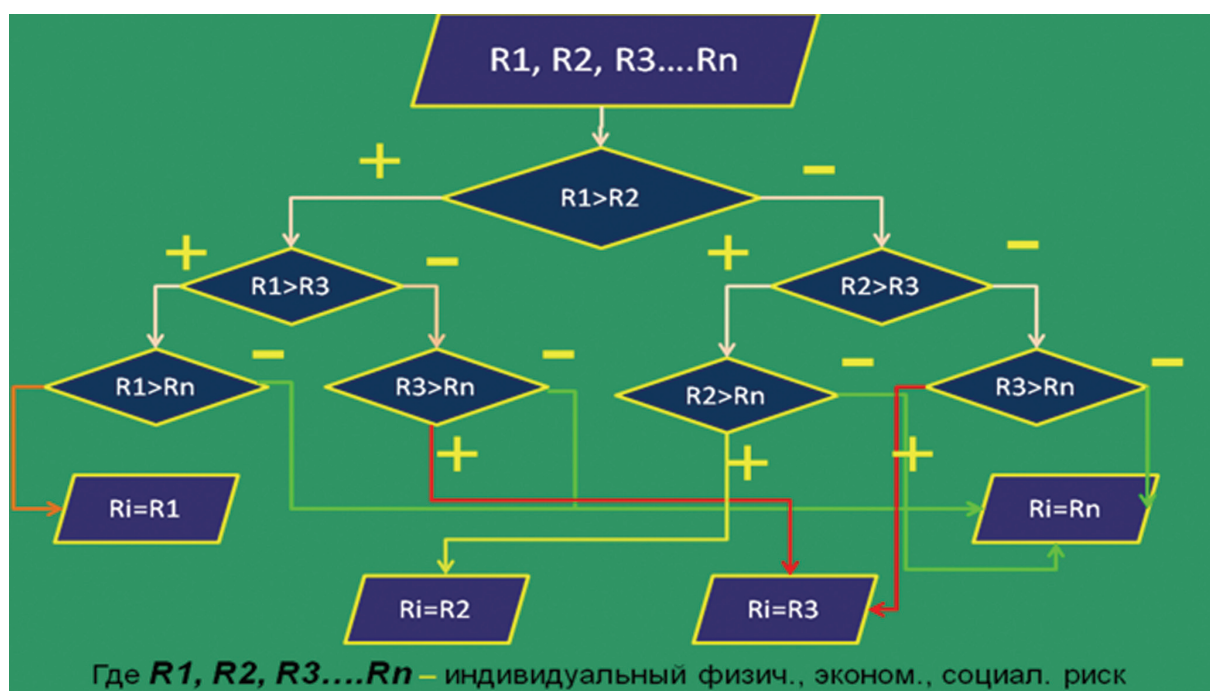 R1, R2, R3....Rn
+
−
R1>R2
+
−
+
−
R1>R3
R2>R3
−
−
−
−
R1>Rn
R3>Rn
R2>Rn
R3>Rn
+
+
+
Ri=R1
Ri=Rn
Ri=R2
Ri=R3
Где R1, R2, R3....Rn – индивидуальный физич., эконом., социал. риск